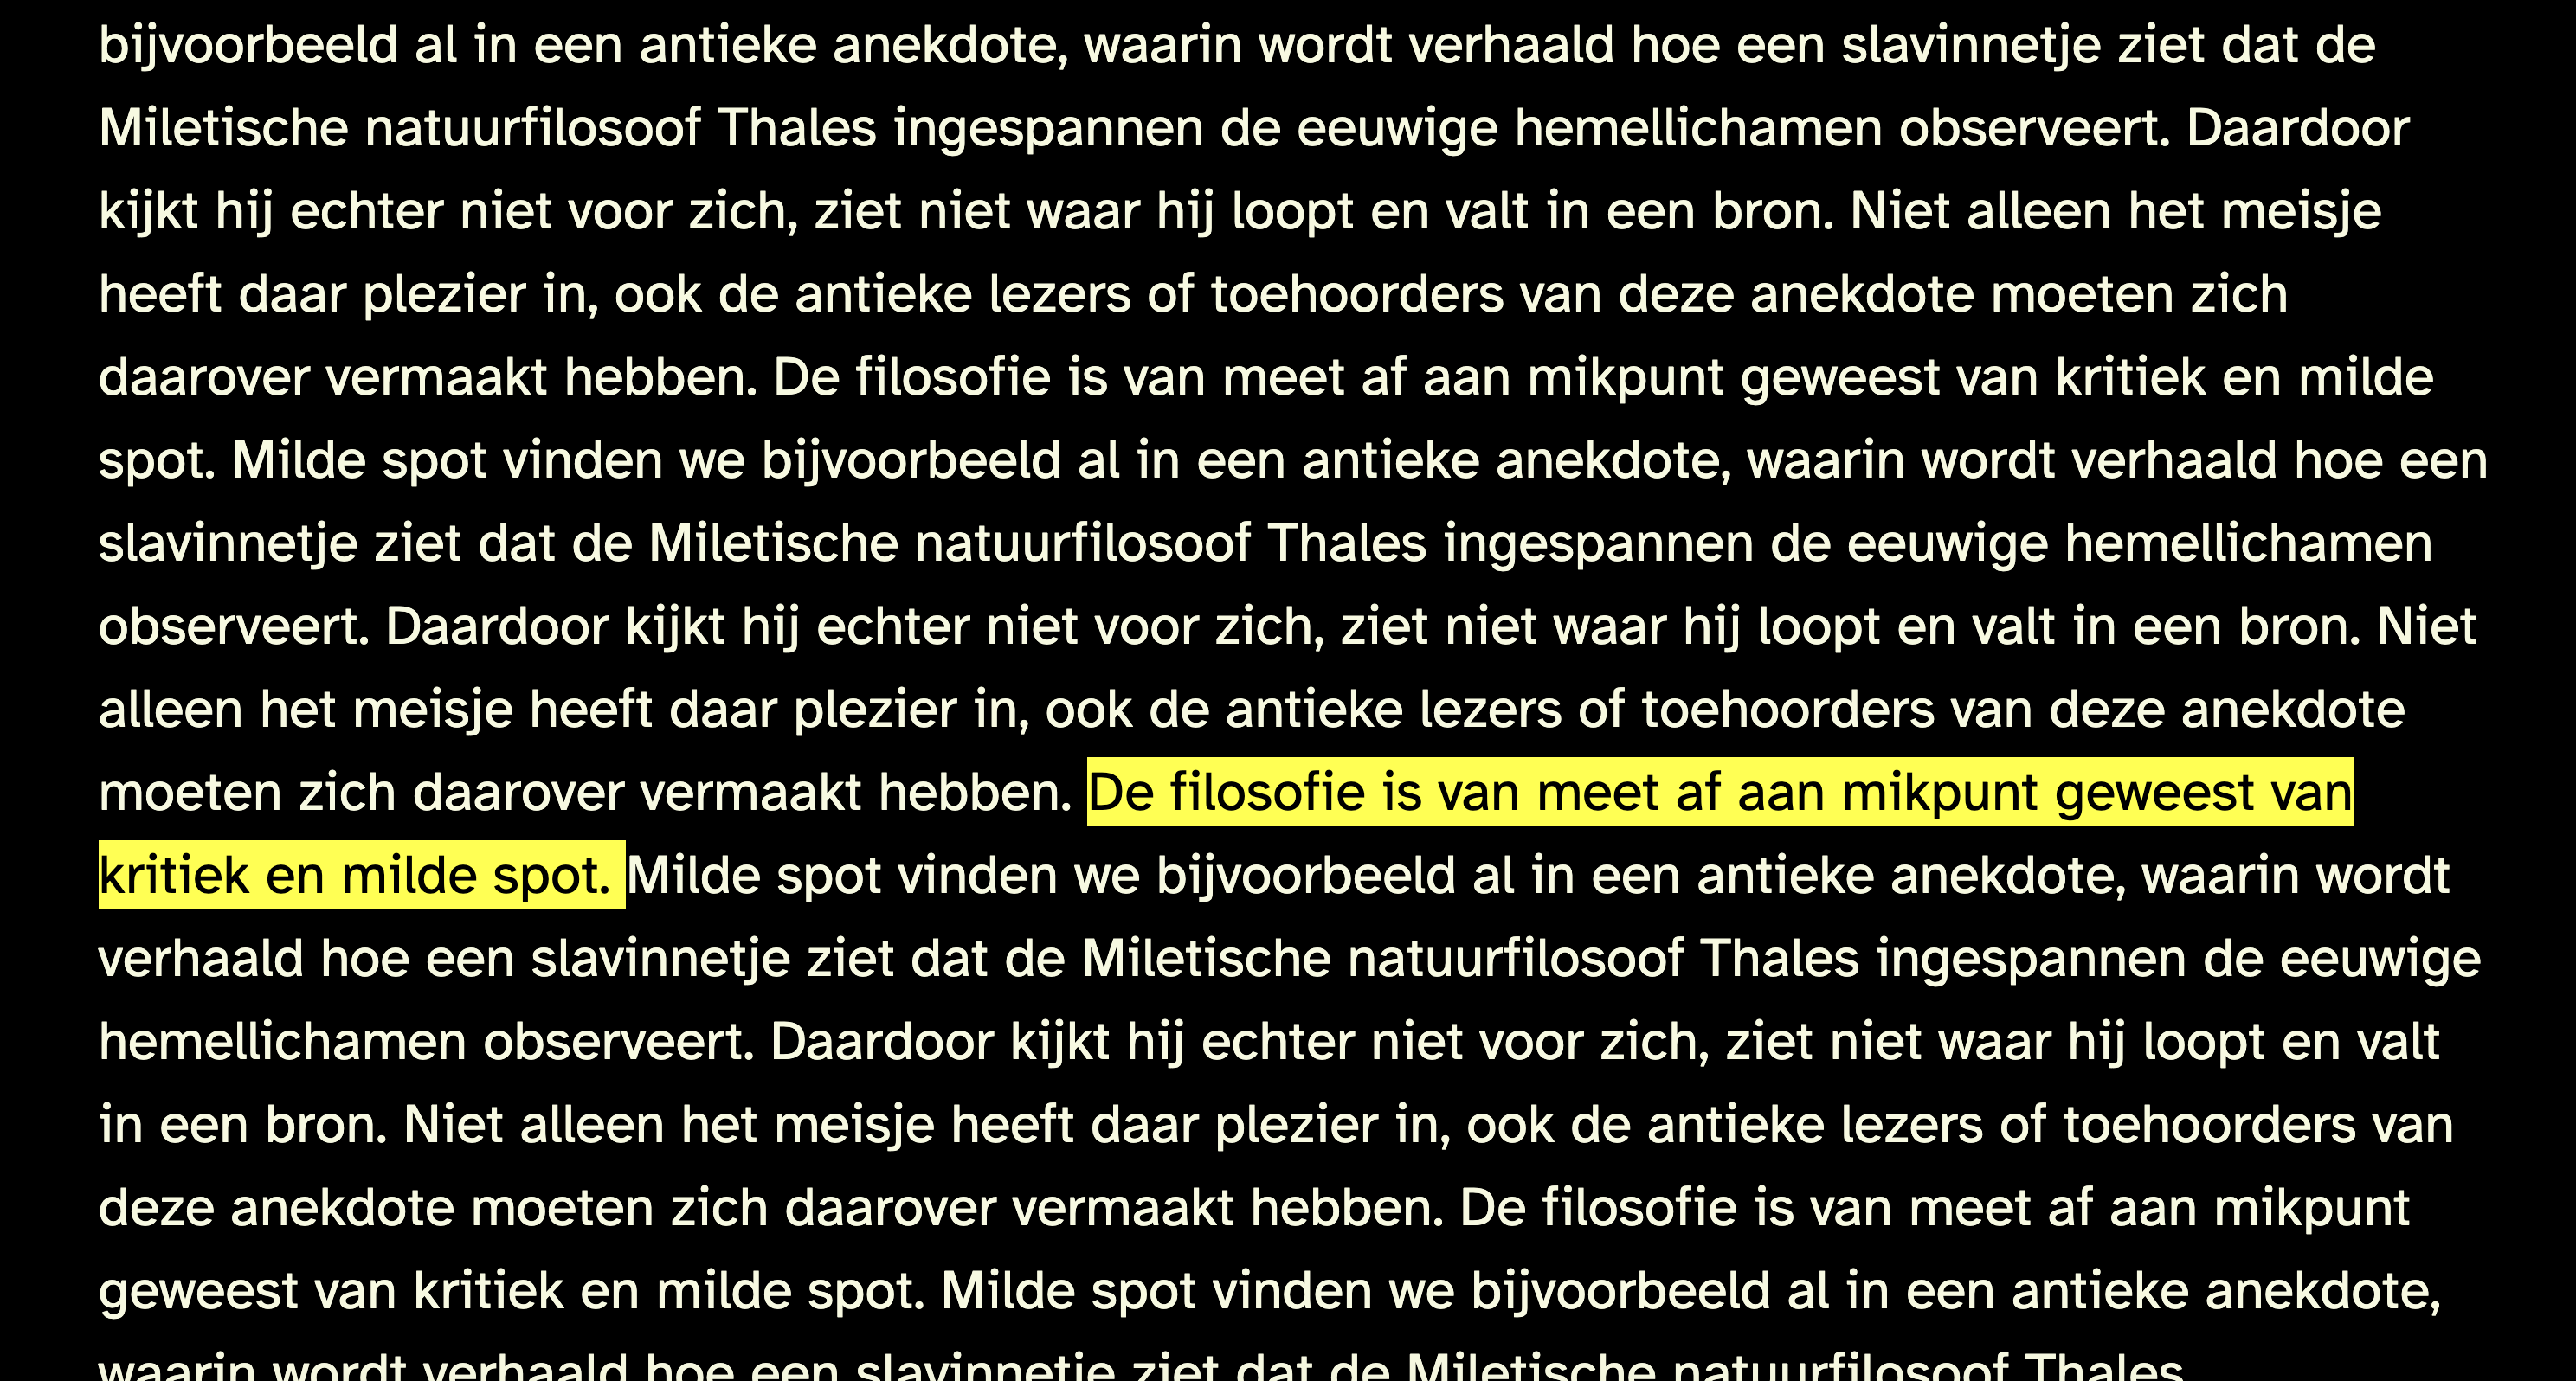 bijvoorbeeld al in een antieke anekdote, waarin wordt verhaald hoe een slavinnetje ziet dat de
Miletische natuurfilosoof Thales ingespannen de eeuwige hemellichamen observeert. Daardoor
kijkt hij echter niet voor zich, ziet niet waar hij loopt en valt in een bron. Niet alleen het meisje
heeft daar plezier in, ook de antieke lezers of toehoorders van deze anekdote moeten zich
daarover vermaakt hebben. De filosofie is van meet af aan mikpunt geweest van kritiek en milde
spot. Milde spot vinden we bijvoorbeeld al in een antieke anekdote, waarin wordt verhaald hoe een
slavinnetje ziet dat de Miletische natuurfilosoof Thales ingespannen de eeuwige hemellichamen
observeert. Daardoor kijkt hij echter niet voor zich, ziet niet waar hij loopt en valt in een bron. Niet
alleen het meisje heeft daar plezier in, ook de antieke lezers of toehoorders van deze anekdote
moeten zich daarover vermaakt hebben. De filosofie is van meet af aan mikpunt geweest van
kritiek en milde spot. Milde spot vinden we bijvoorbeeld al in een antieke anekdote, waarin wordt
verhaald hoe een slavinnetje ziet dat de Miletische natuurfilosoof Thales ingespannen de eeuwige
hemellichamen observeert. Daardoor kijkt hij echter niet voor zich, ziet niet waar hij loopt en valt
in een bron. Niet alleen het meisje heeft daar plezier in, ook de antieke lezers of toehoorders van
deze anekdote moeten zich daarover vermaakt hebben. De filosofie is van meet af aan mikpunt
geweest van kritiek en milde spot. Milde spot vinden we bijvoorbeeld al in een antieke anekdote,
waarin wordt verhaald hoe een slavinnetje ziet dat de Miletische natuurfilosoof Thales